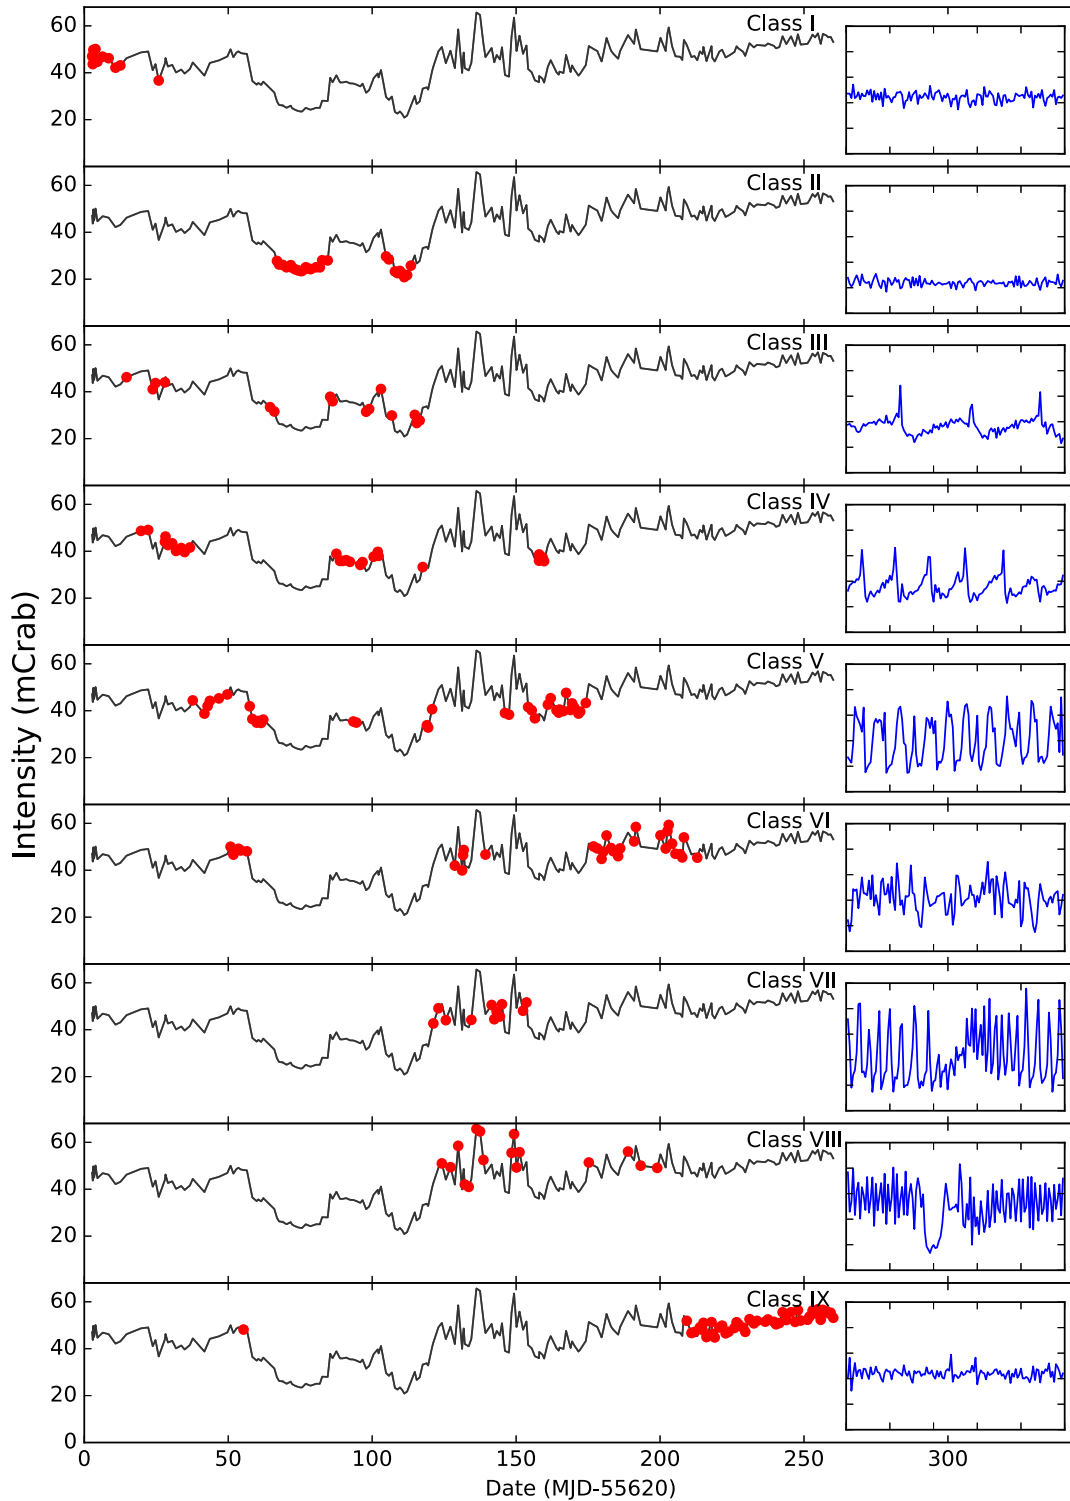 Class I
60
40
20
Class II
60
40
20
Class III
60
40
20
Class IV
60
40
20
Intensity (mCrab)
Class V
60
40
20
Class VI
60
40
20
Class VII
60
40
20
Class VIII
60
40
20
Class IX
60
40
20
0
0 50 100 150 200 250 300
Date (MJD-55620)